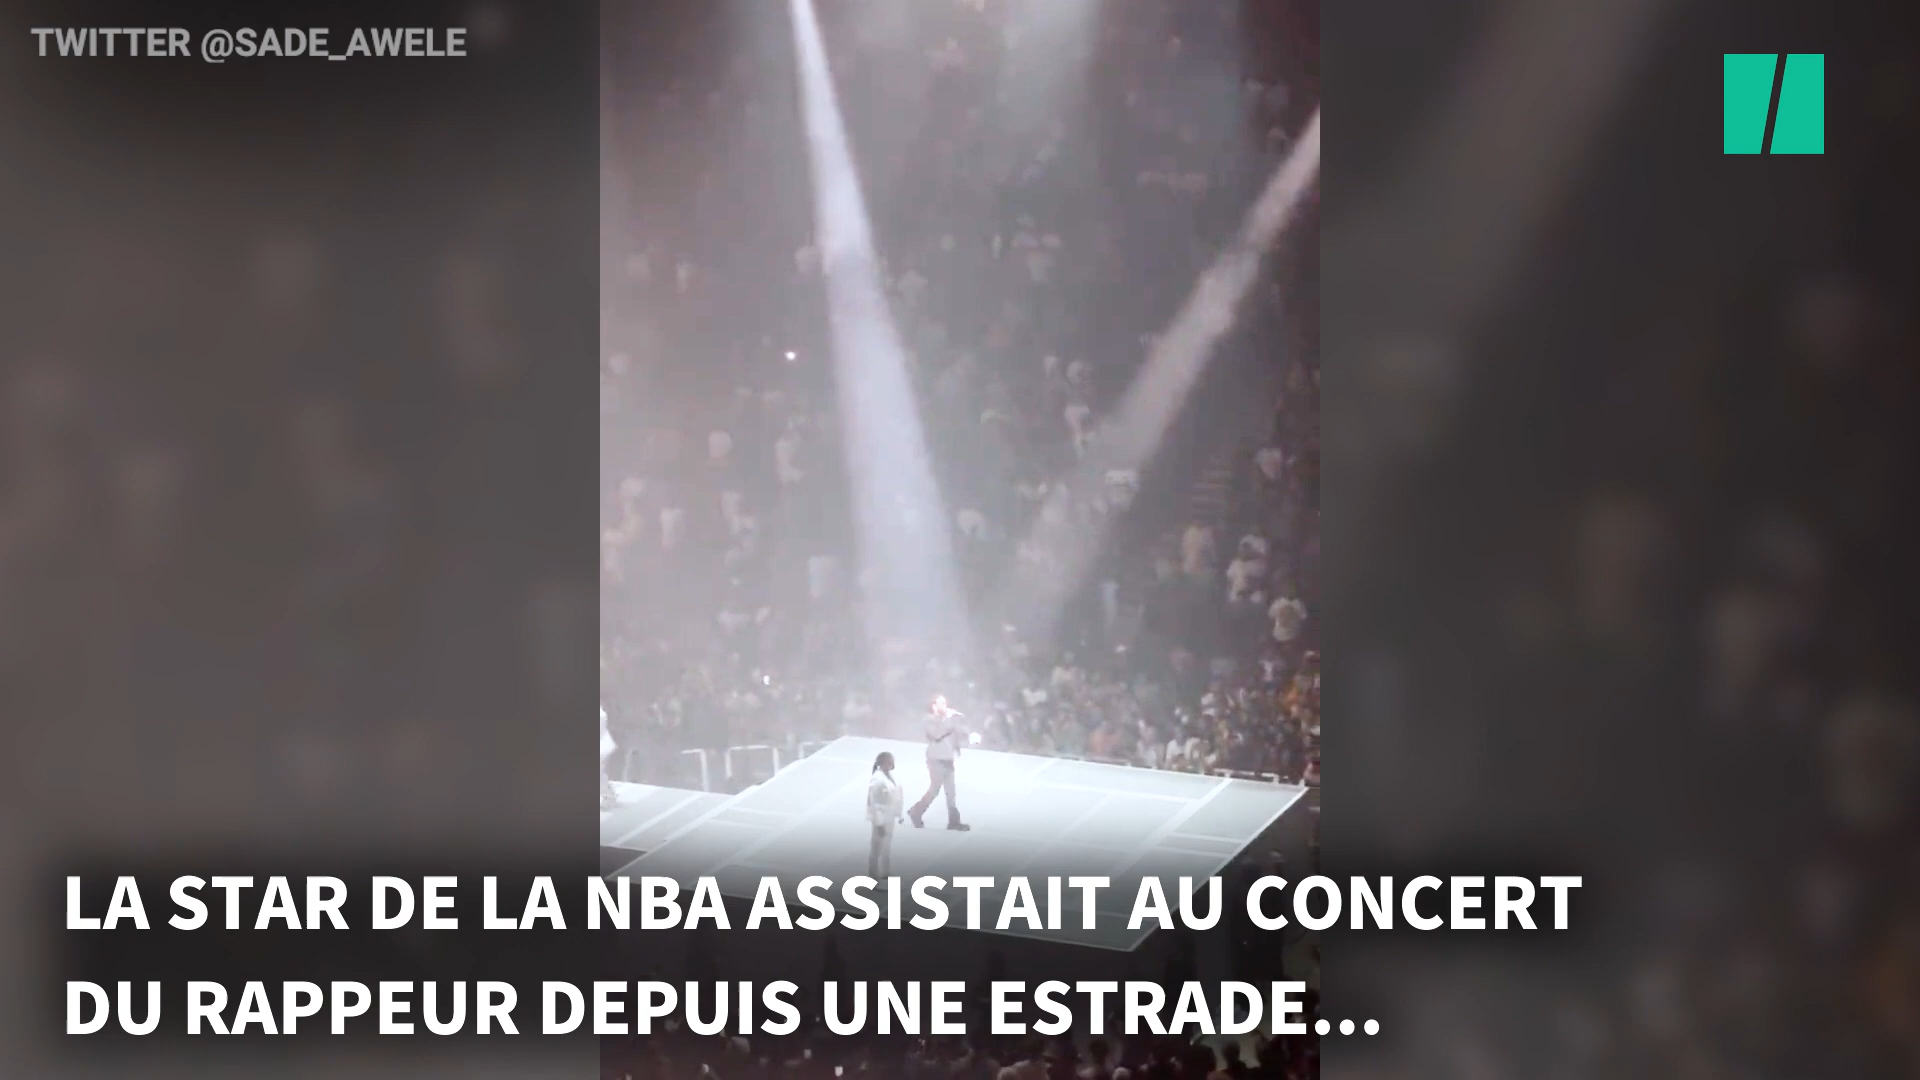 TWITTER @SADE_AWELE
LA STAR DE LA NBA ASSISTAIT AU CONCERT
DU RAPPEUR DEPUIS UNE ESTRADE...